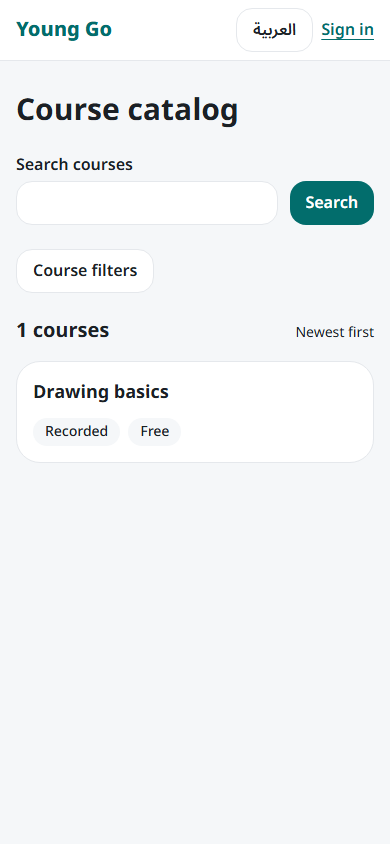 Young Go
العربية
Sign in
Course catalog
Search courses
Search
Course filters
1 courses
Newest first
Drawing basics
Recorded
Free